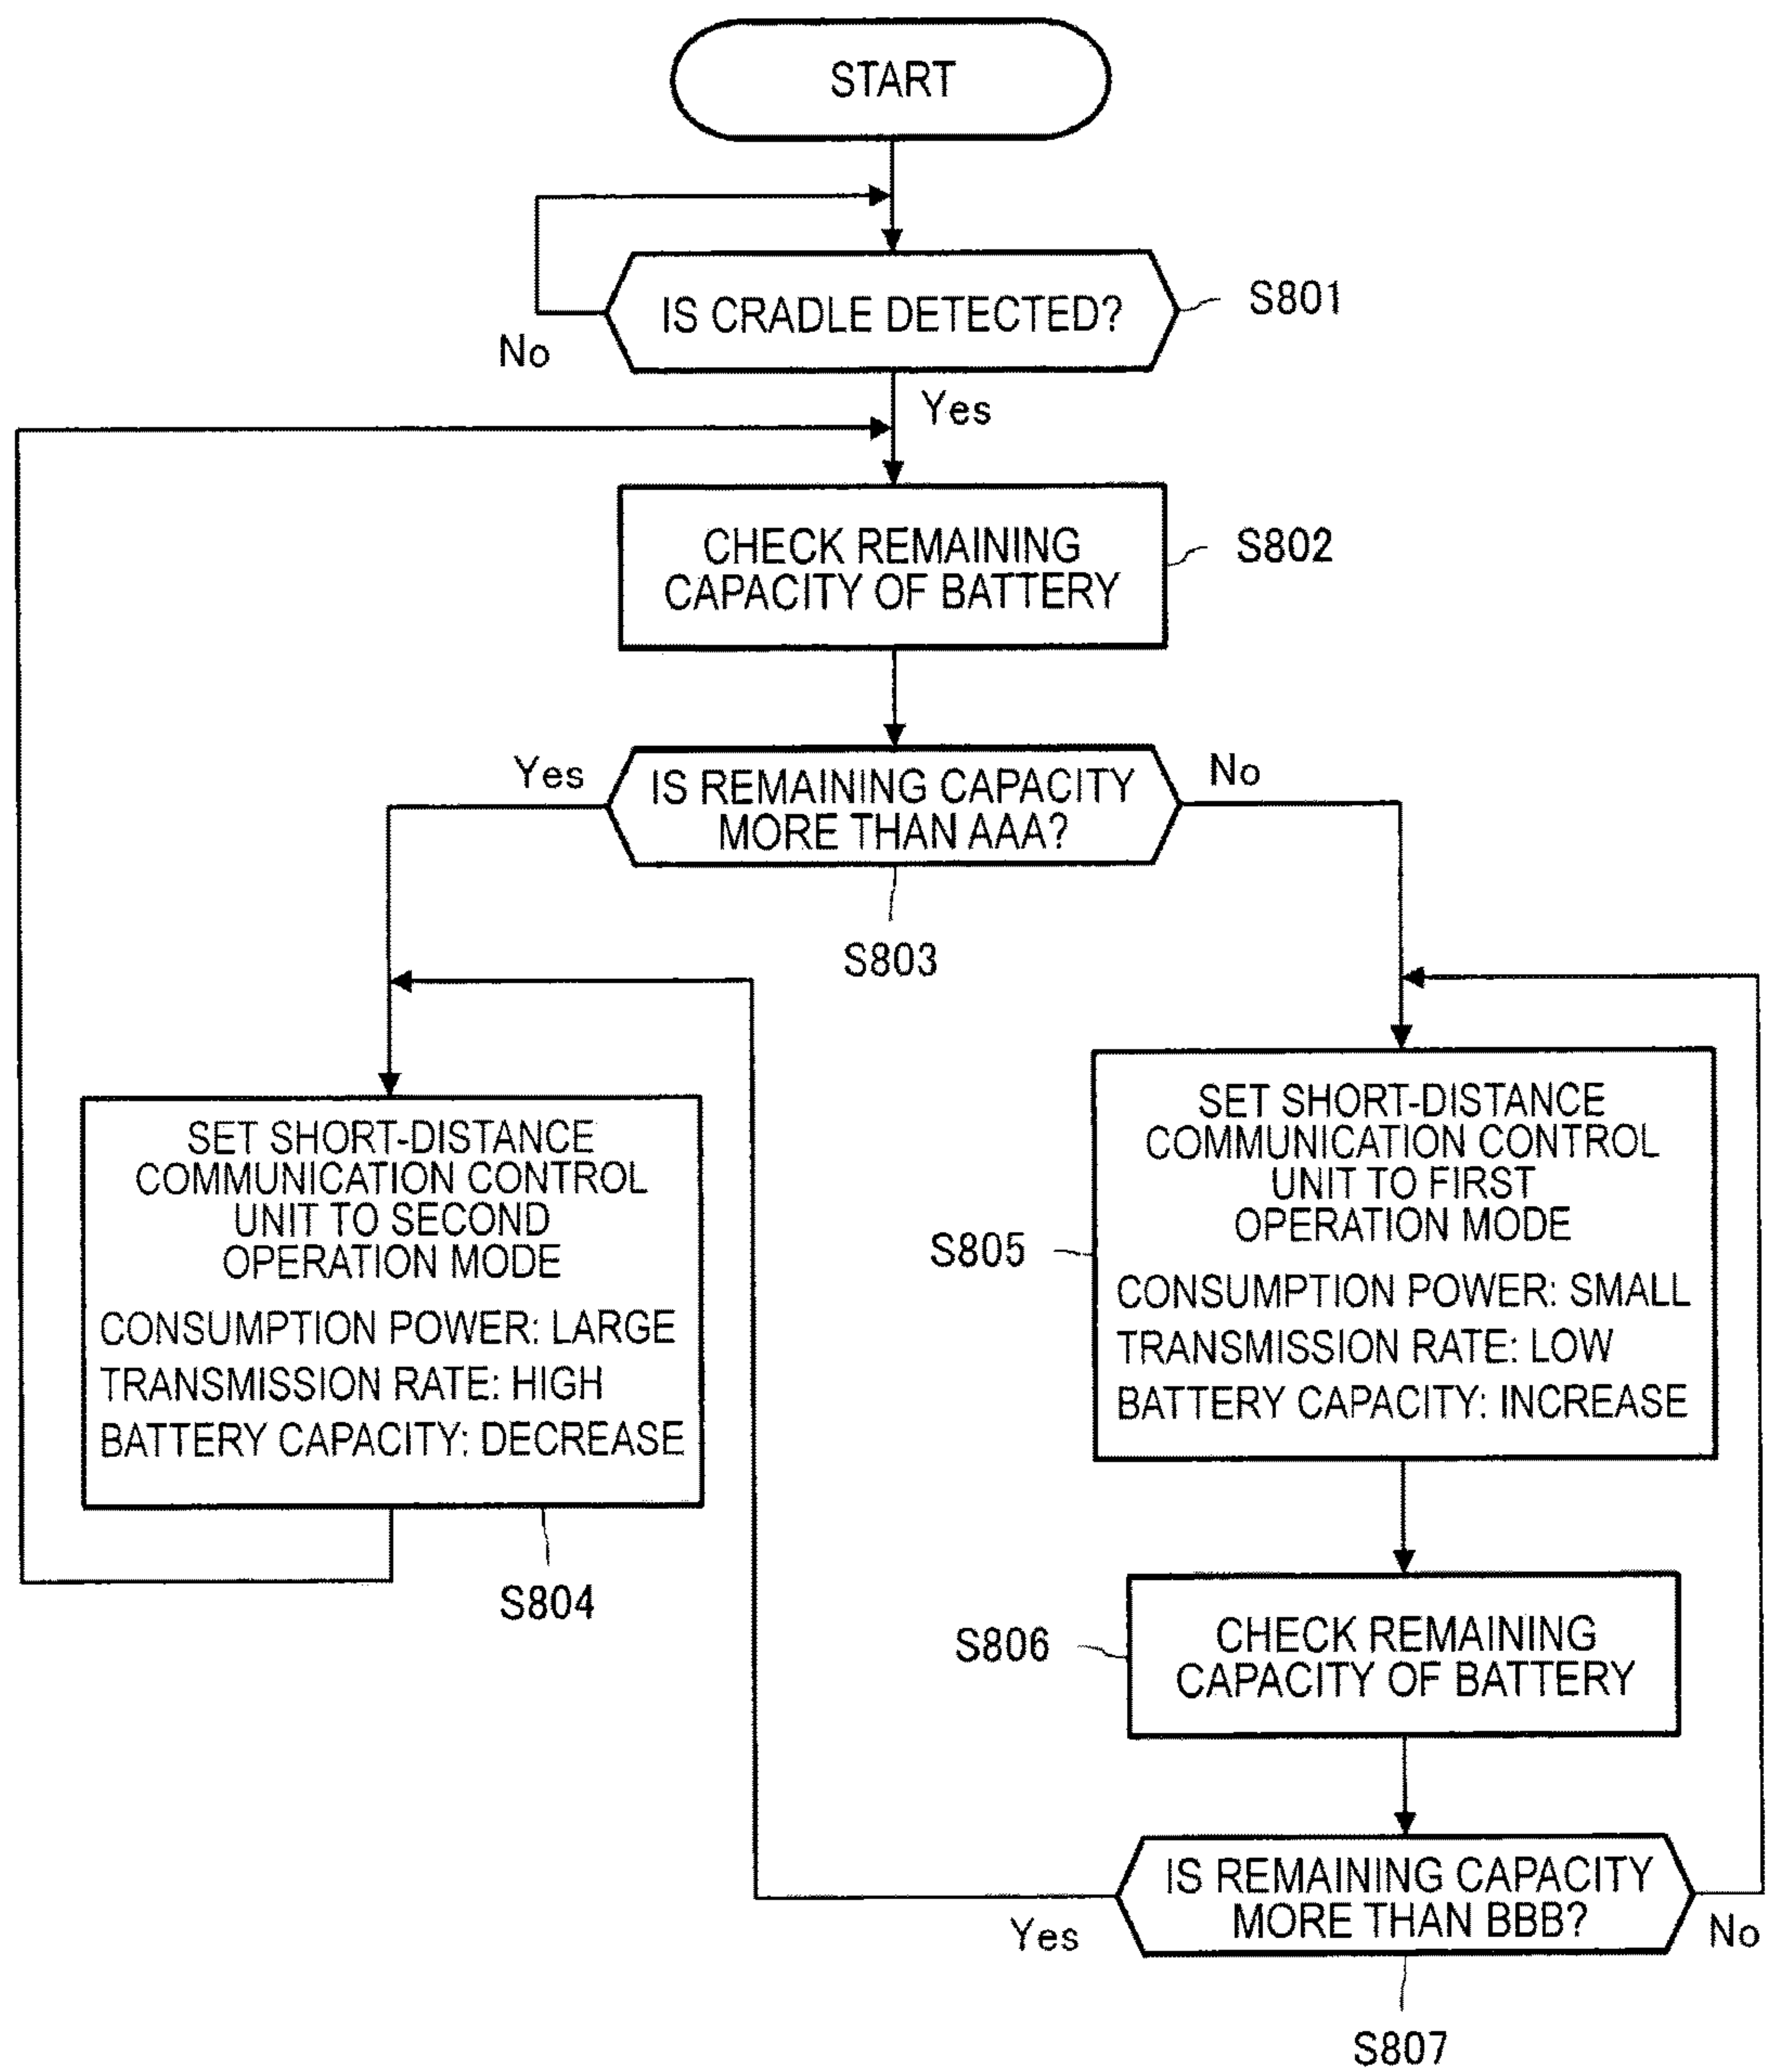 START
IS CRADLE DETECTED?
S801
No
Yes
CHECK REMAINING
CAPACITY OF BATTERY
S802
Yes
IS REMAINING CAPACITY
MORE THAN AAA?
No
S803
SET SHORT-DISTANCE
COMMUNICATION CONTROL
UNIT TO SECOND
OPERATION MODE
CONSUMPTION POWER: LARGE
TRANSMISSION RATE: HIGH
BATTERY CAPACITY: DECREASE
S804
SET SHORT-DISTANCE
COMMUNICATION CONTROL
UNIT TO FIRST
OPERATION MODE
CONSUMPTION POWER: SMALL
TRANSMISSION RATE: LOW
BATTERY CAPACITY: INCREASE
S805
CHECK REMAINING
CAPACITY OF BATTERY
S806
IS REMAINING CAPACITY
MORE THAN BBB?
Yes
No
S807